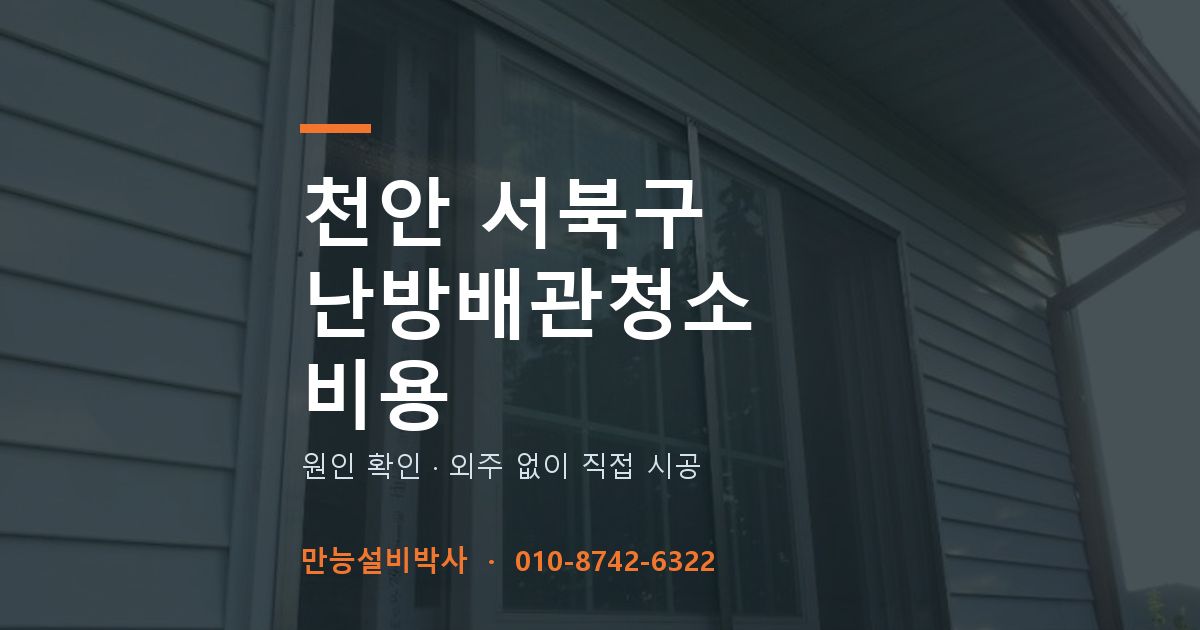 천안 서북구
난방배관청소
비용
원인 확인 · 외주 없이 직접 시공
만능설비박사 · 010-8742-6322